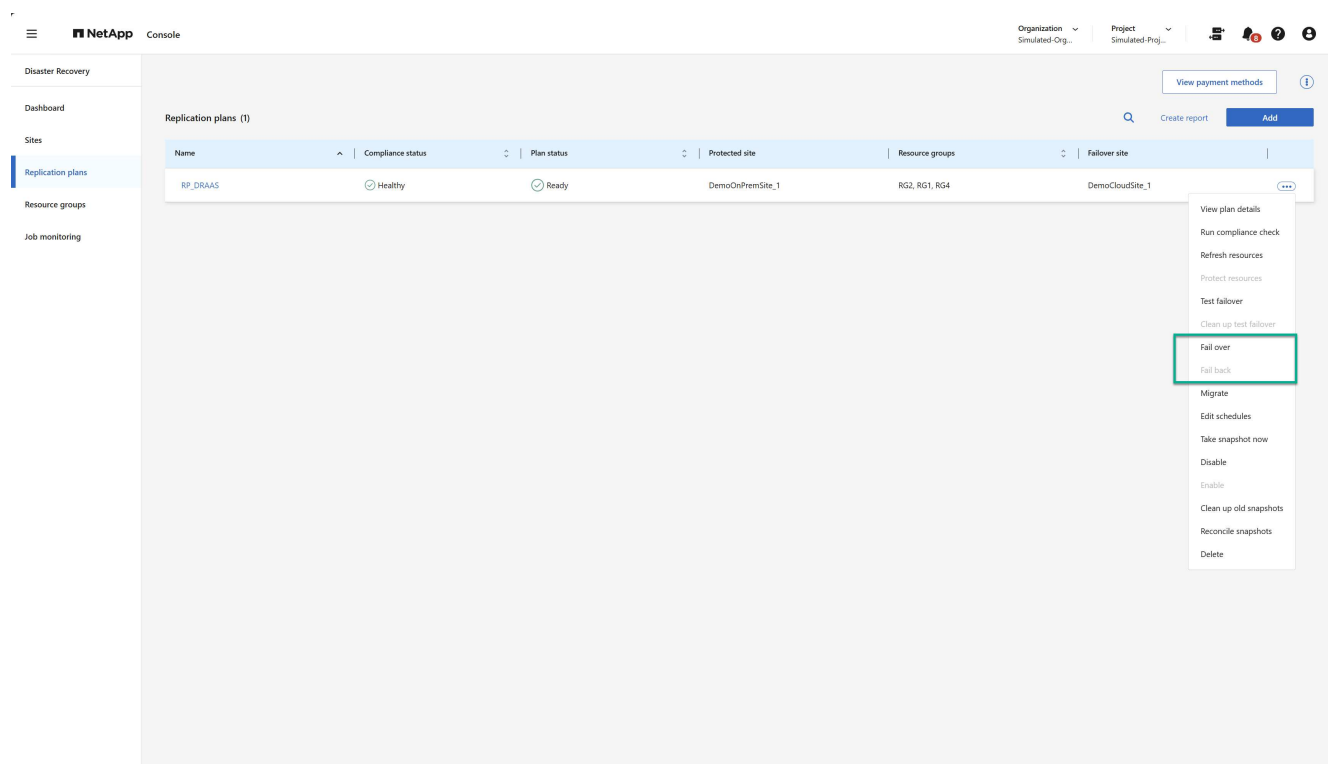 NetApp Console
Organization
Simulated-Org...
Project
Simulated-Proj...
8
Disaster Recovery
Dashboard
Sites
Replication plans
Resource groups
Job monitoring
View payment methods
Replication plans (1)
Create report
Add
Name Compliance status Plan status Protected site Resource groups Failover site
RP_DRAAS Healthy Ready DemoOnPremSite_1 RG2, RG1, RG4 DemoCloudSite_1
View plan details
Run compliance check
Refresh resources
Protect resources
Test failover
Clean up test failover
Fail over
Fail back
Migrate
Edit schedules
Take snapshot now
Disable
Enable
Clean up old snapshots
Reconcile snapshots
Delete